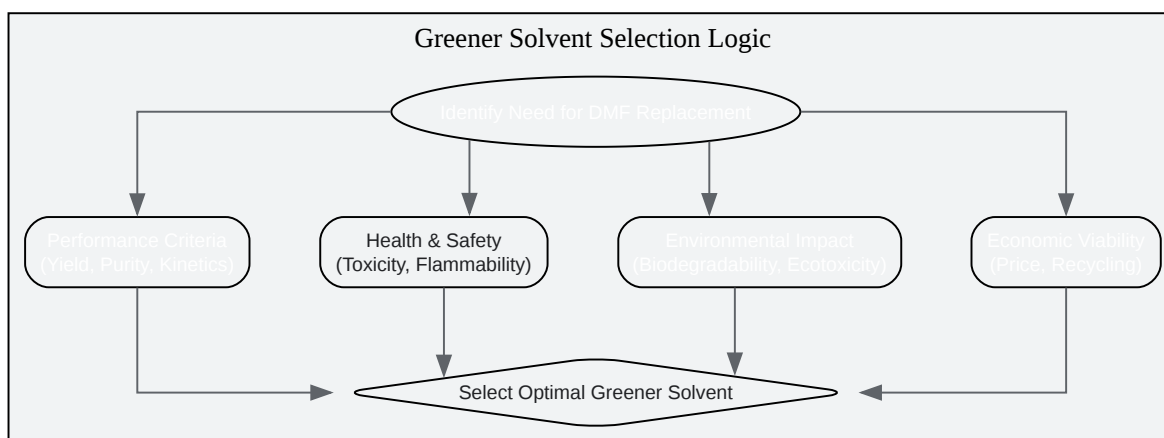 Greener Solvent Selection Logic
Identify Need for DMF Replacement
Performance Criteria
(Yield, Purity, Kinetics)
Health & Safety
(Toxicity, Flammability)
Environmental Impact
(Biodegradability, Ecotoxicity)
Economic Viability
(Price, Recycling)
Select Optimal Greener Solvent